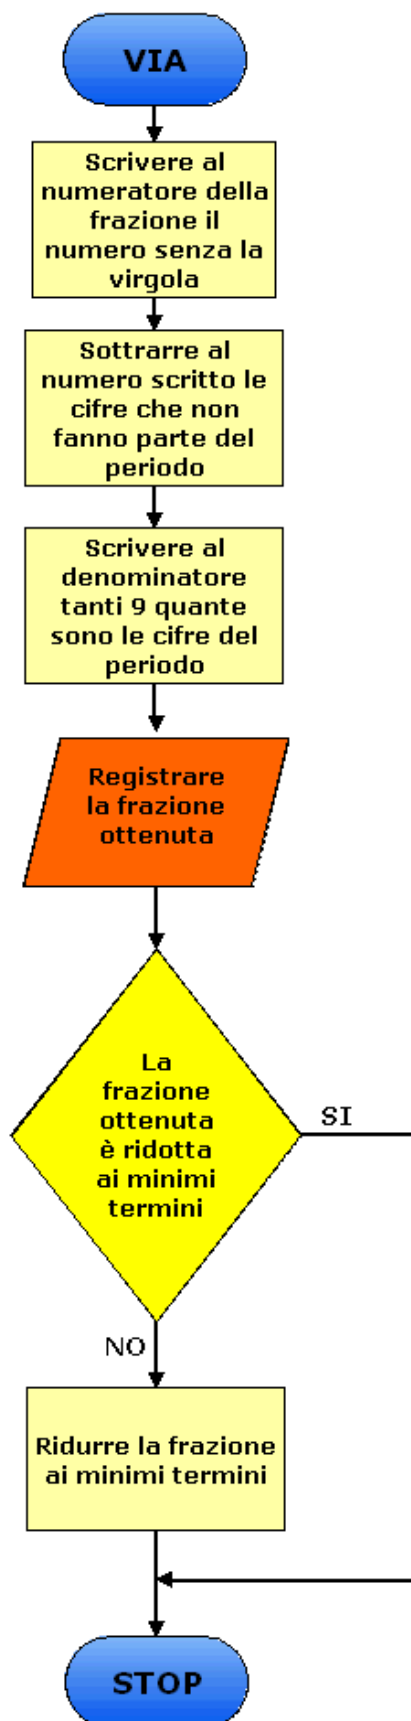 VIA
Scrivere al
numeratore della
frazione il
numero senza la
virgola
Sottrarre al
numero scritto le
cifre che non
fanno parte del
periodo
Scrivere al
denominatore
tanti 9 quante
sono le cifre del
periodo
Registrare
la frazione
ottenuta
La
frazione
ottenuta
è ridotta
ai minimi
termini
SI
NO
Ridurre la frazione
ai minimi termini
STOP